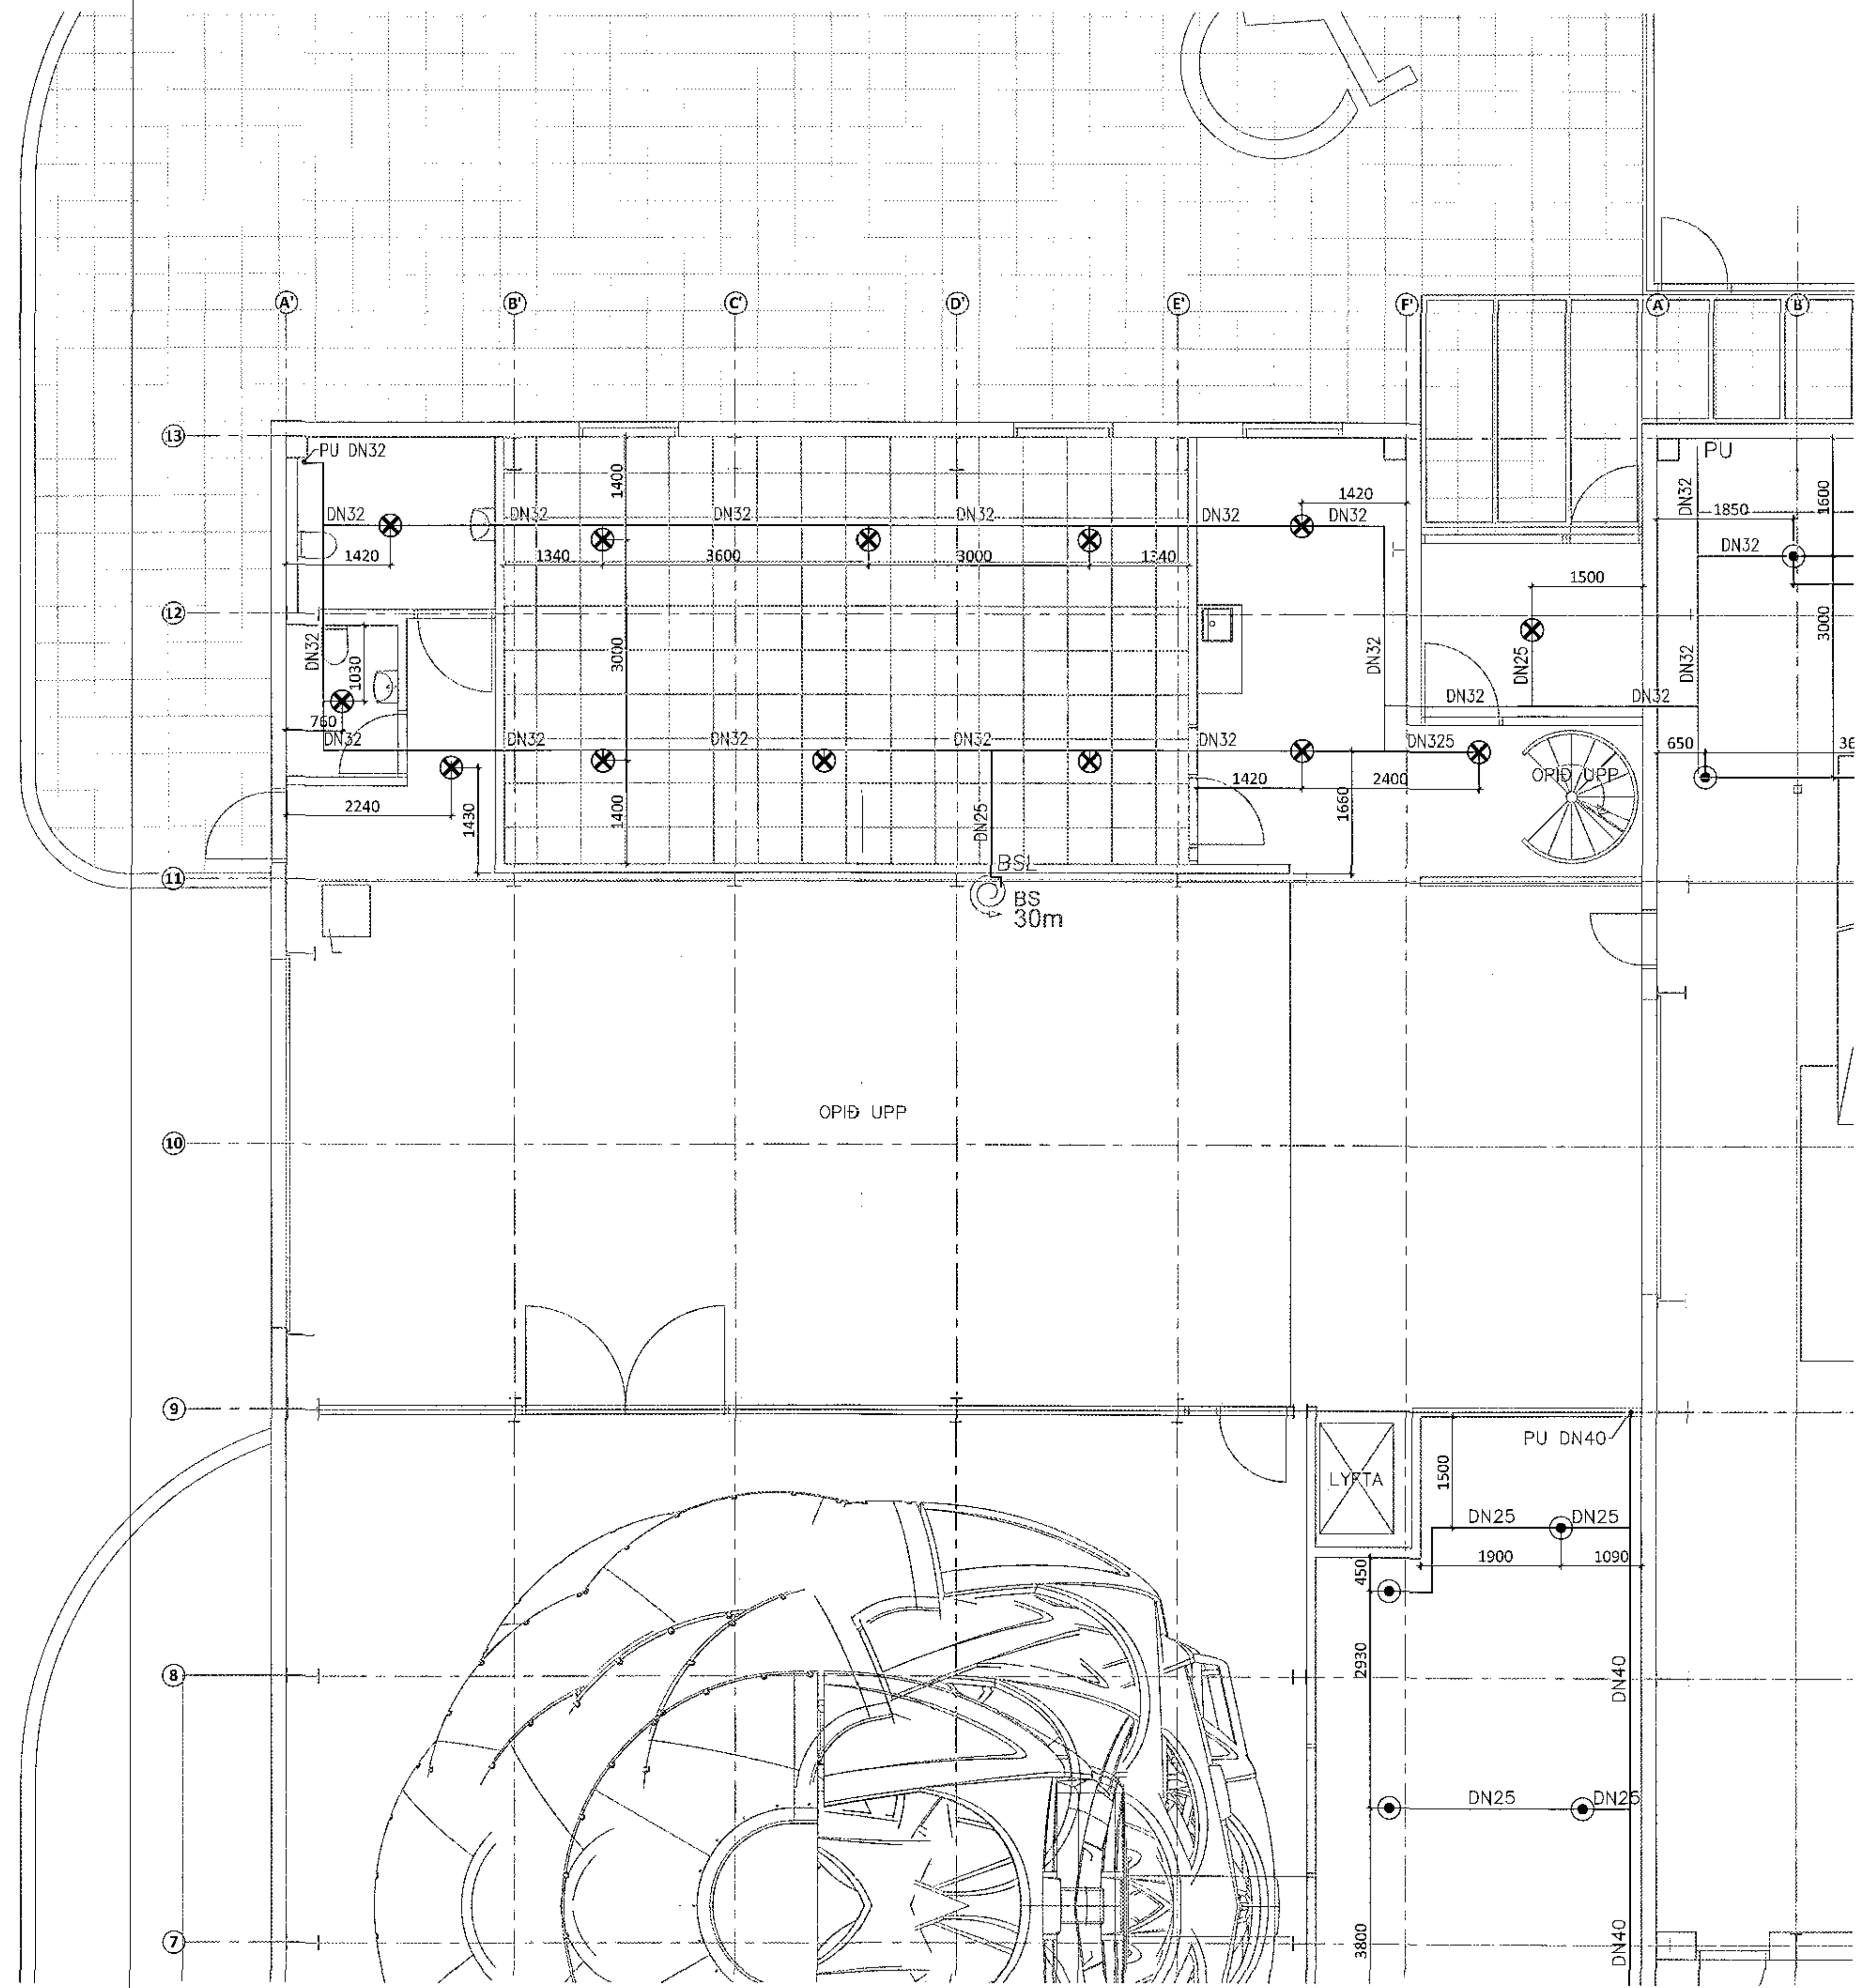 A' B' C' D' E' F' A B
13
PU DN32
PU
1400
1420
DN32
1600
DN32 DN32 DN32 DN32 DN32 DN32
1850
DN32
1420
1340 3600 3000 1340
1500
12
DN32
1030
3000
DN32
DN25
DN32
3000
760
DN32 DN32
DN32 DN32 DN32 DN32 DN32 DN325
650
OPIÐ UPP
1420 2400
2240
1430
1400
DN25
1660
BSL
11
BS
30m
OPIÐ UPP
10
9
PU DN40
LYFTA
1500
DN25 DN25
1900 1090
450
2930
8
DN40
DN25 DN25
7
3800
DN40